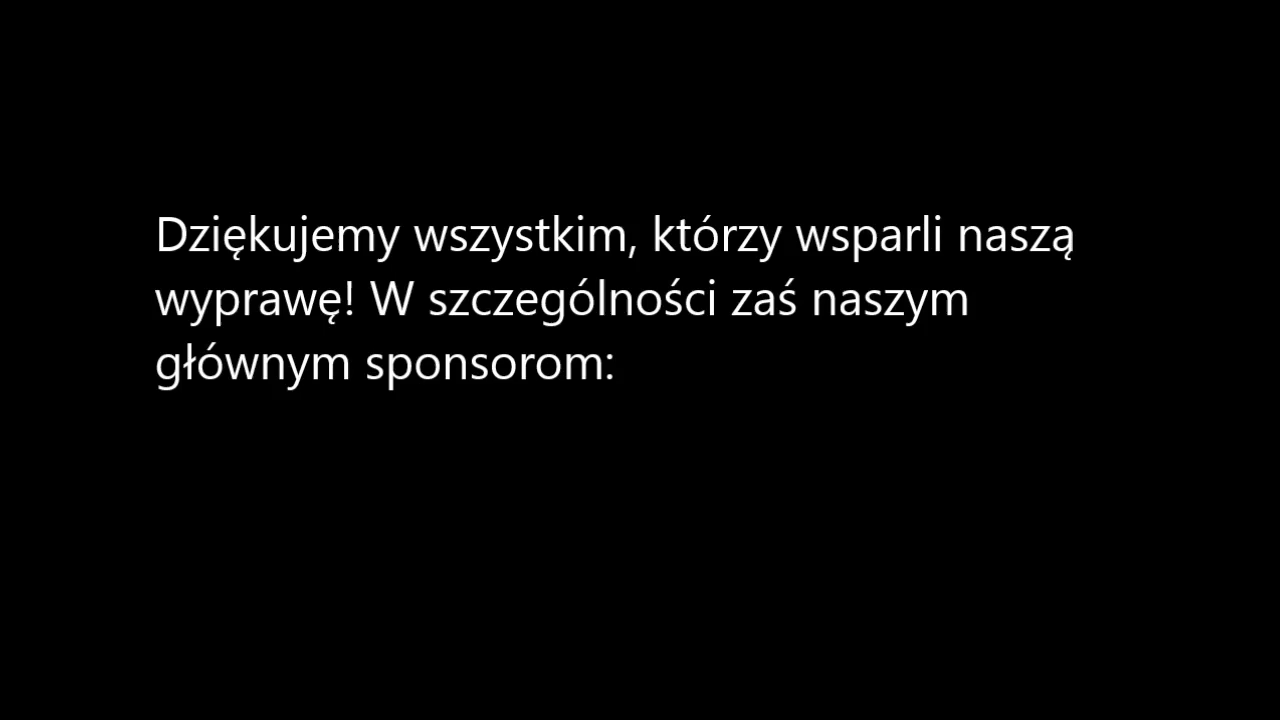 Dziękujemy wszystkim, którzy wsparli naszą
wyprawę! W szczególności zaś naszym
głównym sponsorom: